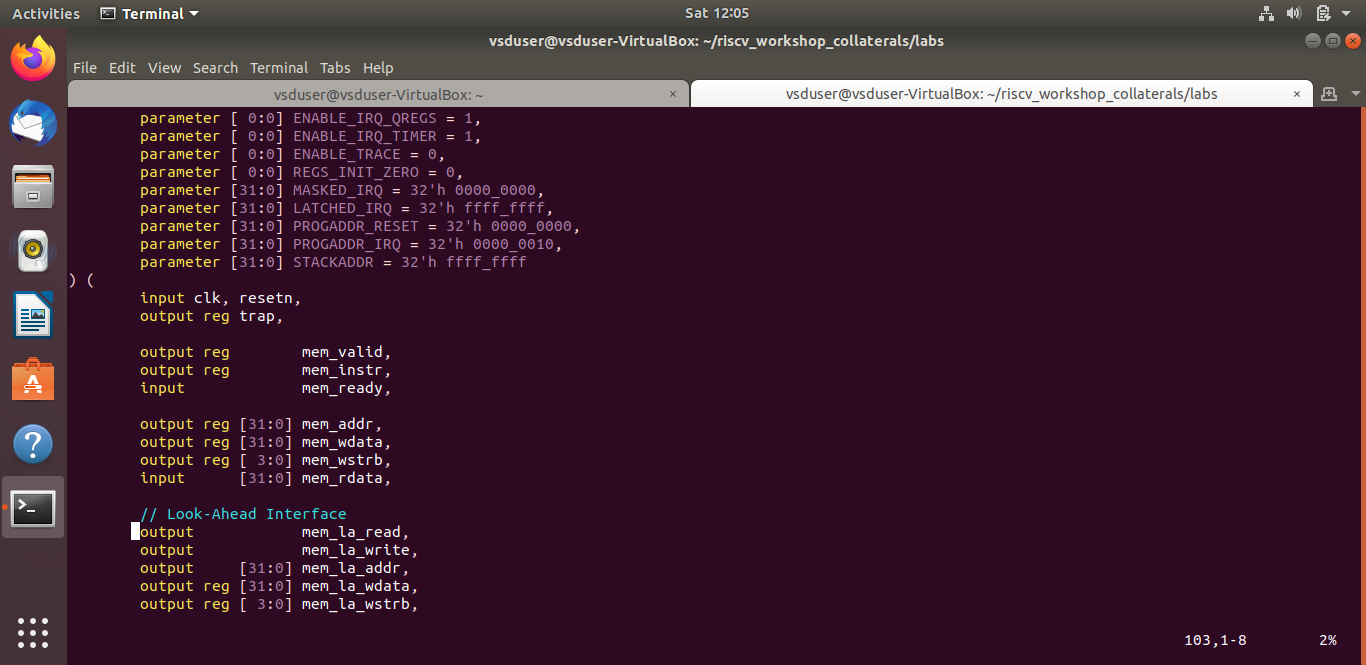 Activities Terminal Sat 12:05
vsduser@vsduser-VirtualBox: ~/riscv_workshop_collaterals/labs
File Edit View Search Terminal Tabs Help
vsduser@vsduser-VirtualBox: ~ × vsduser@vsduser-VirtualBox: ~/riscv_workshop_collaterals/labs ×
parameter [ 0:0] ENABLE_IRQ_QREGS = 1,
parameter [ 0:0] ENABLE_IRQ_TIMER = 1,
parameter [ 0:0] ENABLE_TRACE = 0,
parameter [ 0:0] REGS_INIT_ZERO = 0,
parameter [31:0] MASKED_IRQ = 32'h 0000_0000,
parameter [31:0] LATCHED_IRQ = 32'h ffff_ffff,
parameter [31:0] PROGADDR_RESET = 32'h 0000_0000,
parameter [31:0] PROGADDR_IRQ = 32'h 0000_0010,
parameter [31:0] STACKADDR = 32'h ffff_ffff
) (
input clk, resetn,
output reg trap,
output reg mem_valid,
output reg mem_instr,
input mem_ready,
output reg [31:0] mem_addr,
output reg [31:0] mem_wdata,
output reg [ 3:0] mem_wstrb,
input [31:0] mem_rdata,
// Look-Ahead Interface
output mem_la_read,
output mem_la_write,
output [31:0] mem_la_addr,
output reg [31:0] mem_la_wdata,
output reg [ 3:0] mem_la_wstrb,
103,1-8 2%